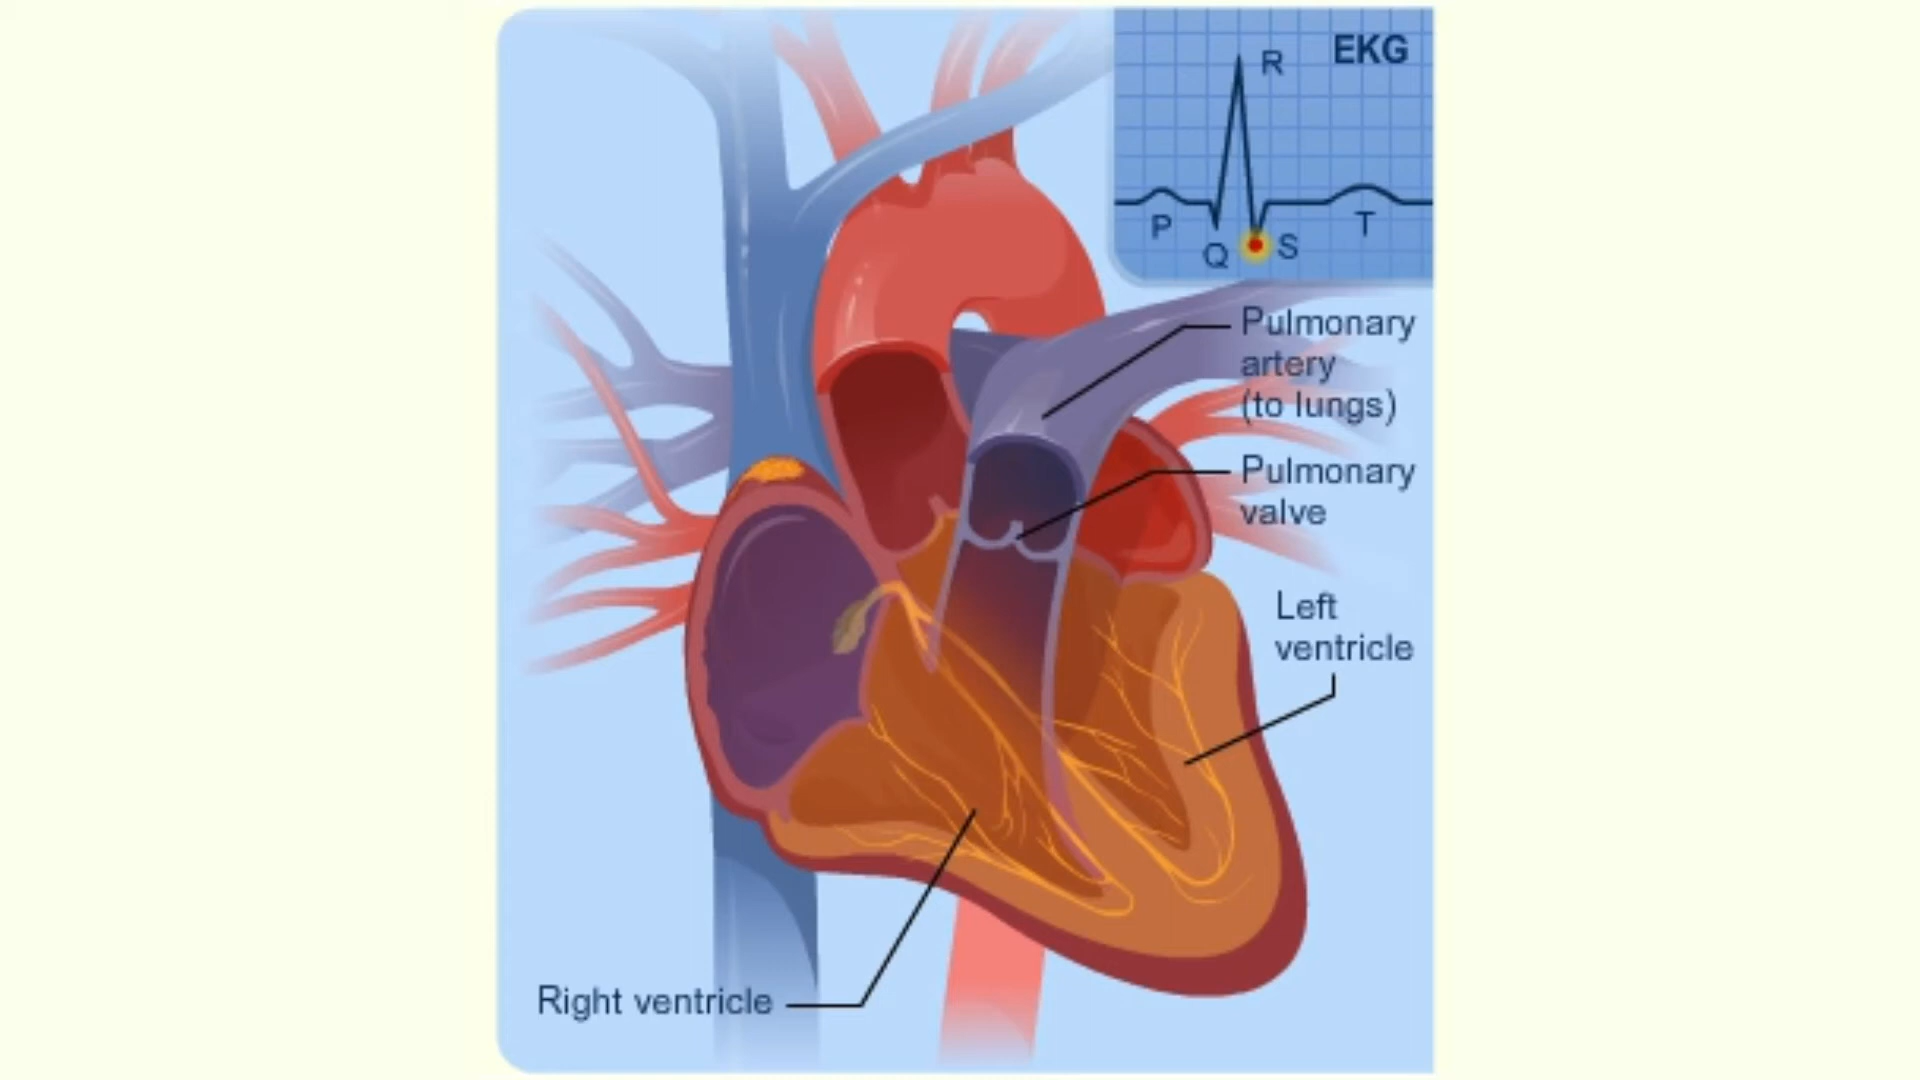 EKG
R
P
Q
S
T
Pulmonary
artery
(to lungs)
Pulmonary
valve
Left
ventricle
Right ventricle